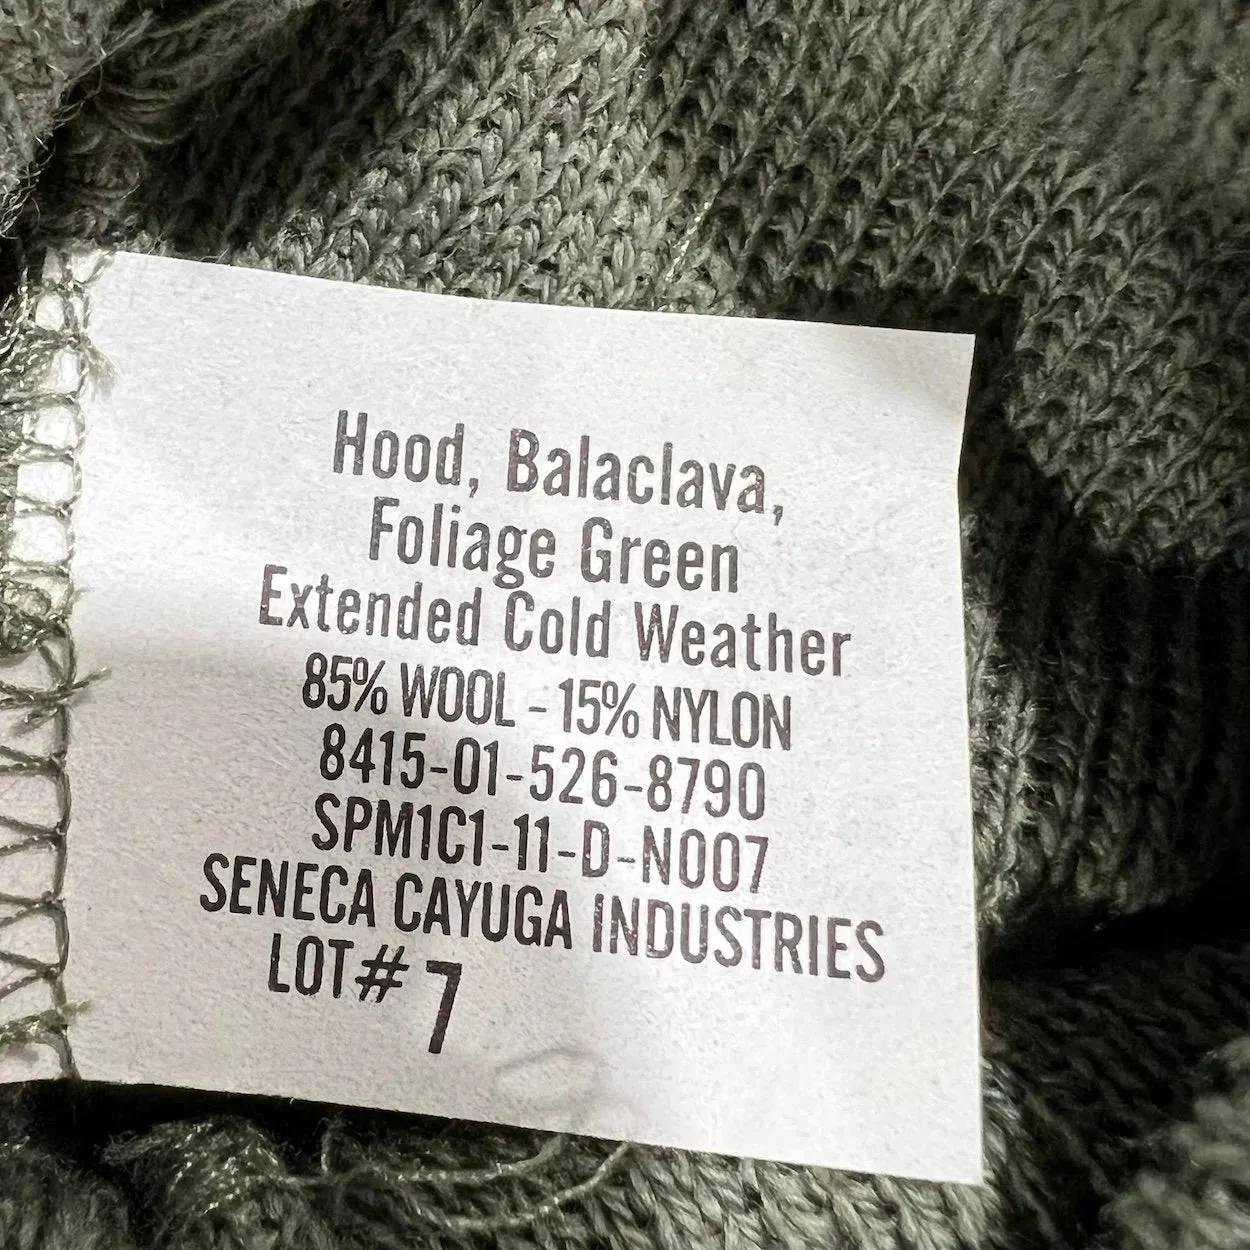 Hood, Balaclava,
Foliage Green
Extended Cold Weather
85% WOOL - 15% NYLON
8415-01-526-8790
SPM1C1-11-D-N007
SENECA CAYUGA INDUSTRIES
LOT# 7